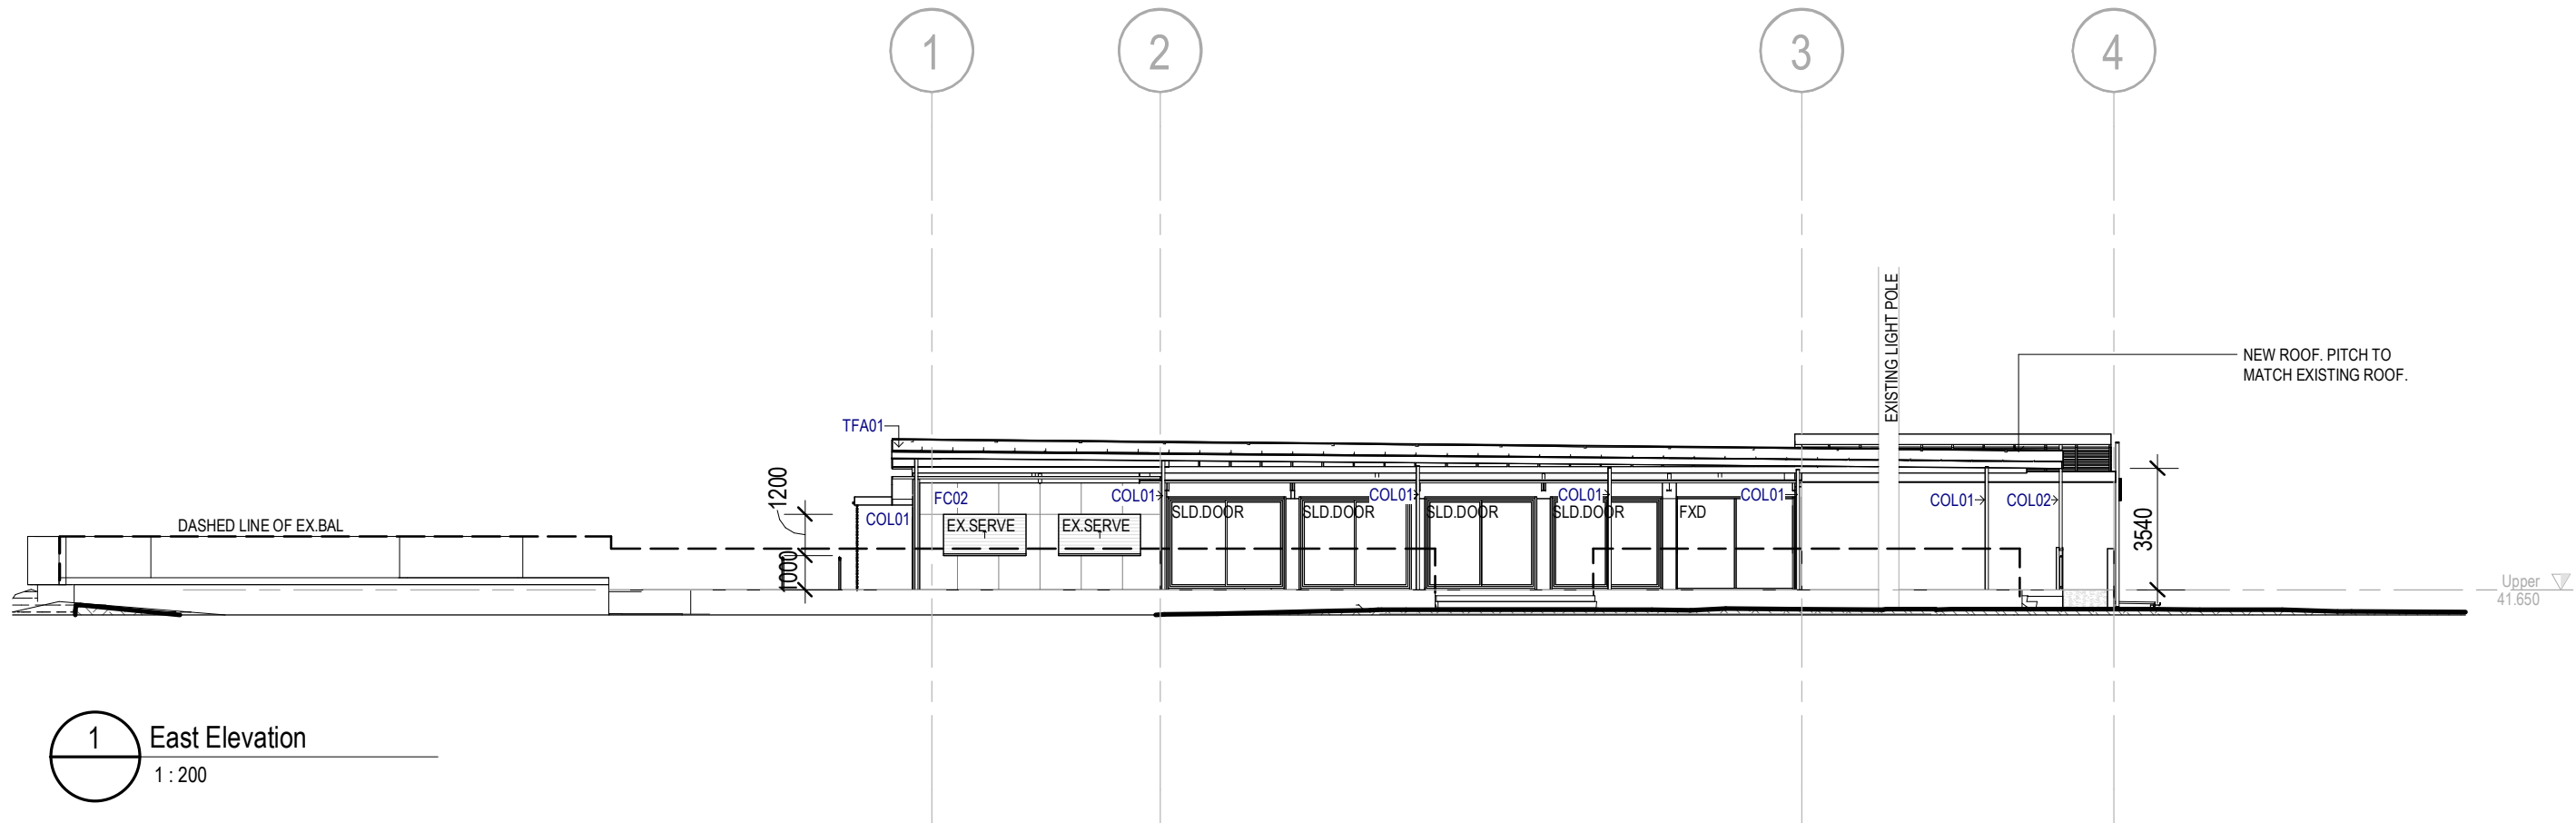 1
2
3
4
EXISTING LIGHT POLE
NEW ROOF. PITCH TO
MATCH EXISTING ROOF.
TFA01
1200
1000
DASHED LINE OF EX.BAL
COL01
FC02
EX.SERVE
EX.SERVE
COL01
SLD.DOOR
SLD.DOOR
COL01
SLD.DOOR
COL01
SLD.DOOR
FXD
COL01
COL01
COL02
3540
Upper
41.650
1
East Elevation
1 : 200